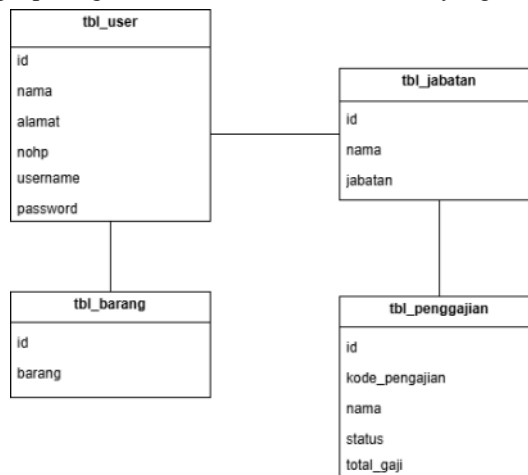 tbl_user
id
nama
alamat
nohp
username
password
tbl_jabatan
id
nama
jabatan
tbl_barang
id
barang
tbl_penggajian
id
kode_pengajian
nama
status
total_gaji